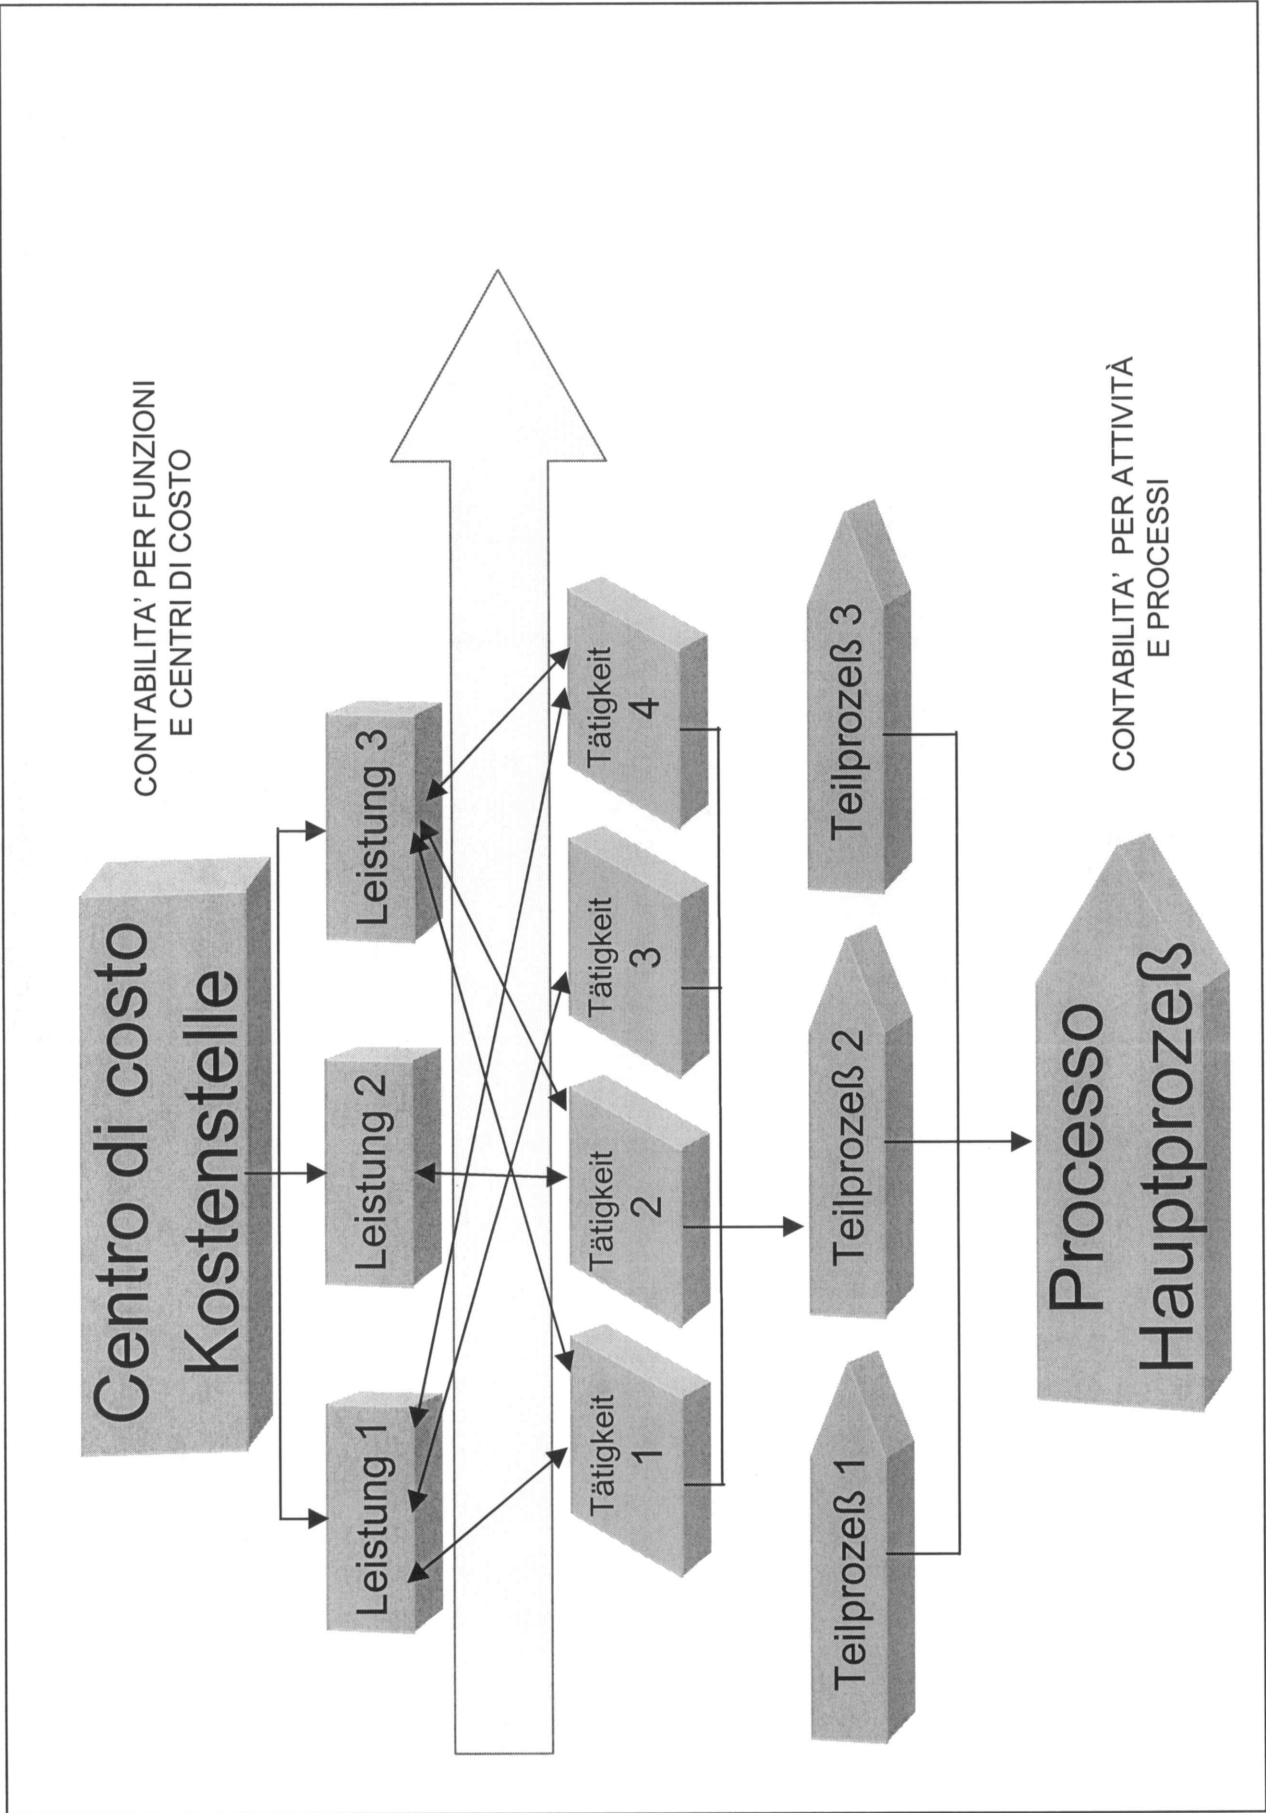 Centro di costo
Kostenstelle
CONTABILITA' PER FUNZIONI
E CENTRI DI COSTO
Leistung 1
Leistung 2
Leistung 3
Tätigkeit
1
Tätigkeit
2
Tätigkeit
3
Tätigkeit
4
Teilprozeß 1
Teilprozeß 2
Teilprozeß 3
Processo
Hauptprozeß
CONTABILITA' PER ATTIVITÀ
E PROCESSI